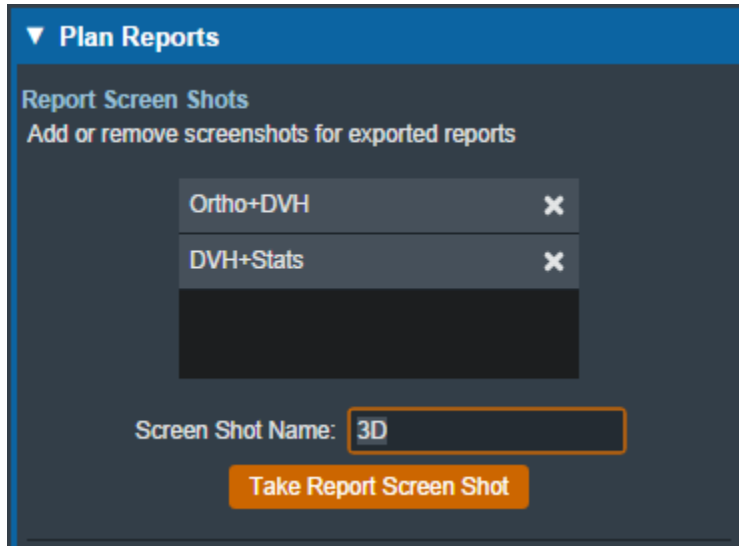 Plan Reports
Report Screen Shots
Add or remove screenshots for exported reports
Ortho+DVH
DVH+Stats
Screen Shot Name: 3D
Take Report Screen Shot